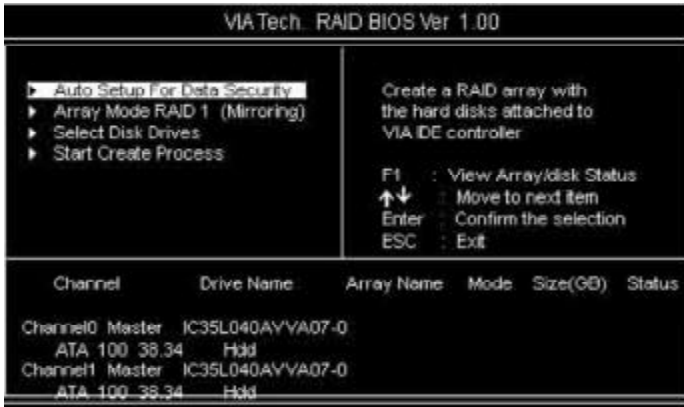 VIA Tech. RAID BIOS Ver 1.00
Auto Setup For Data Security
Array Mode RAID 1 (Mirroring)
Select Disk Drives
Start Create Process
Create a RAID array with
the hard disks attached to
VIA IDE controller
F1 : View Array/disk Status
↑↓ : Move to next item
Enter : Confirm the selection
ESC : Exit
Channel Drive Name Array Name Mode Size(GB) Status
Channel0 Master IC35L040AVVA07-0
ATA 100 38.34 Hdd
Channel1 Master IC35L040AVVA07-0
ATA 100 38.34 Hdd